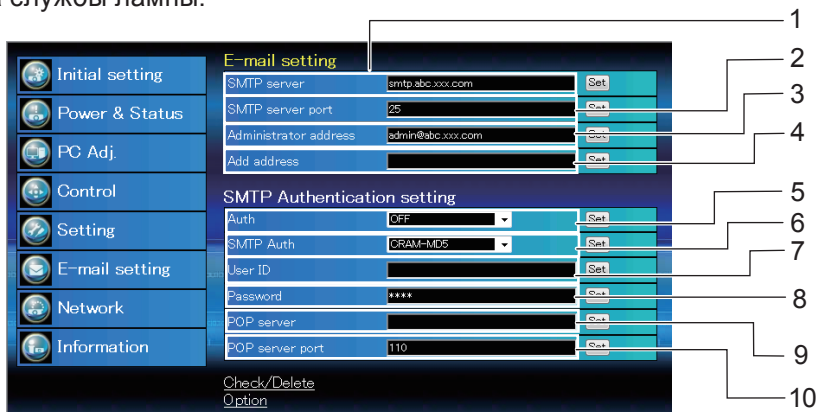 службы лампы.
1
E-mail setting
2
Initial setting
SMTP server smtp.abc.xxx.com Set
3
Power & Status
SMTP server port 25 Set
4
PC Adj.
Administrator address admin@abc.xxx.com Set
Add address Set
Control
SMTP Authentication setting
5
Setting
Auth OFF Set
6
SMTP Auth CRAM-MD5 Set
7
E-mail setting
User ID Set
Network
Password **** Set
8
POP server Set
9
Information
POP server port 110 Set
10
Check/Delete
Option